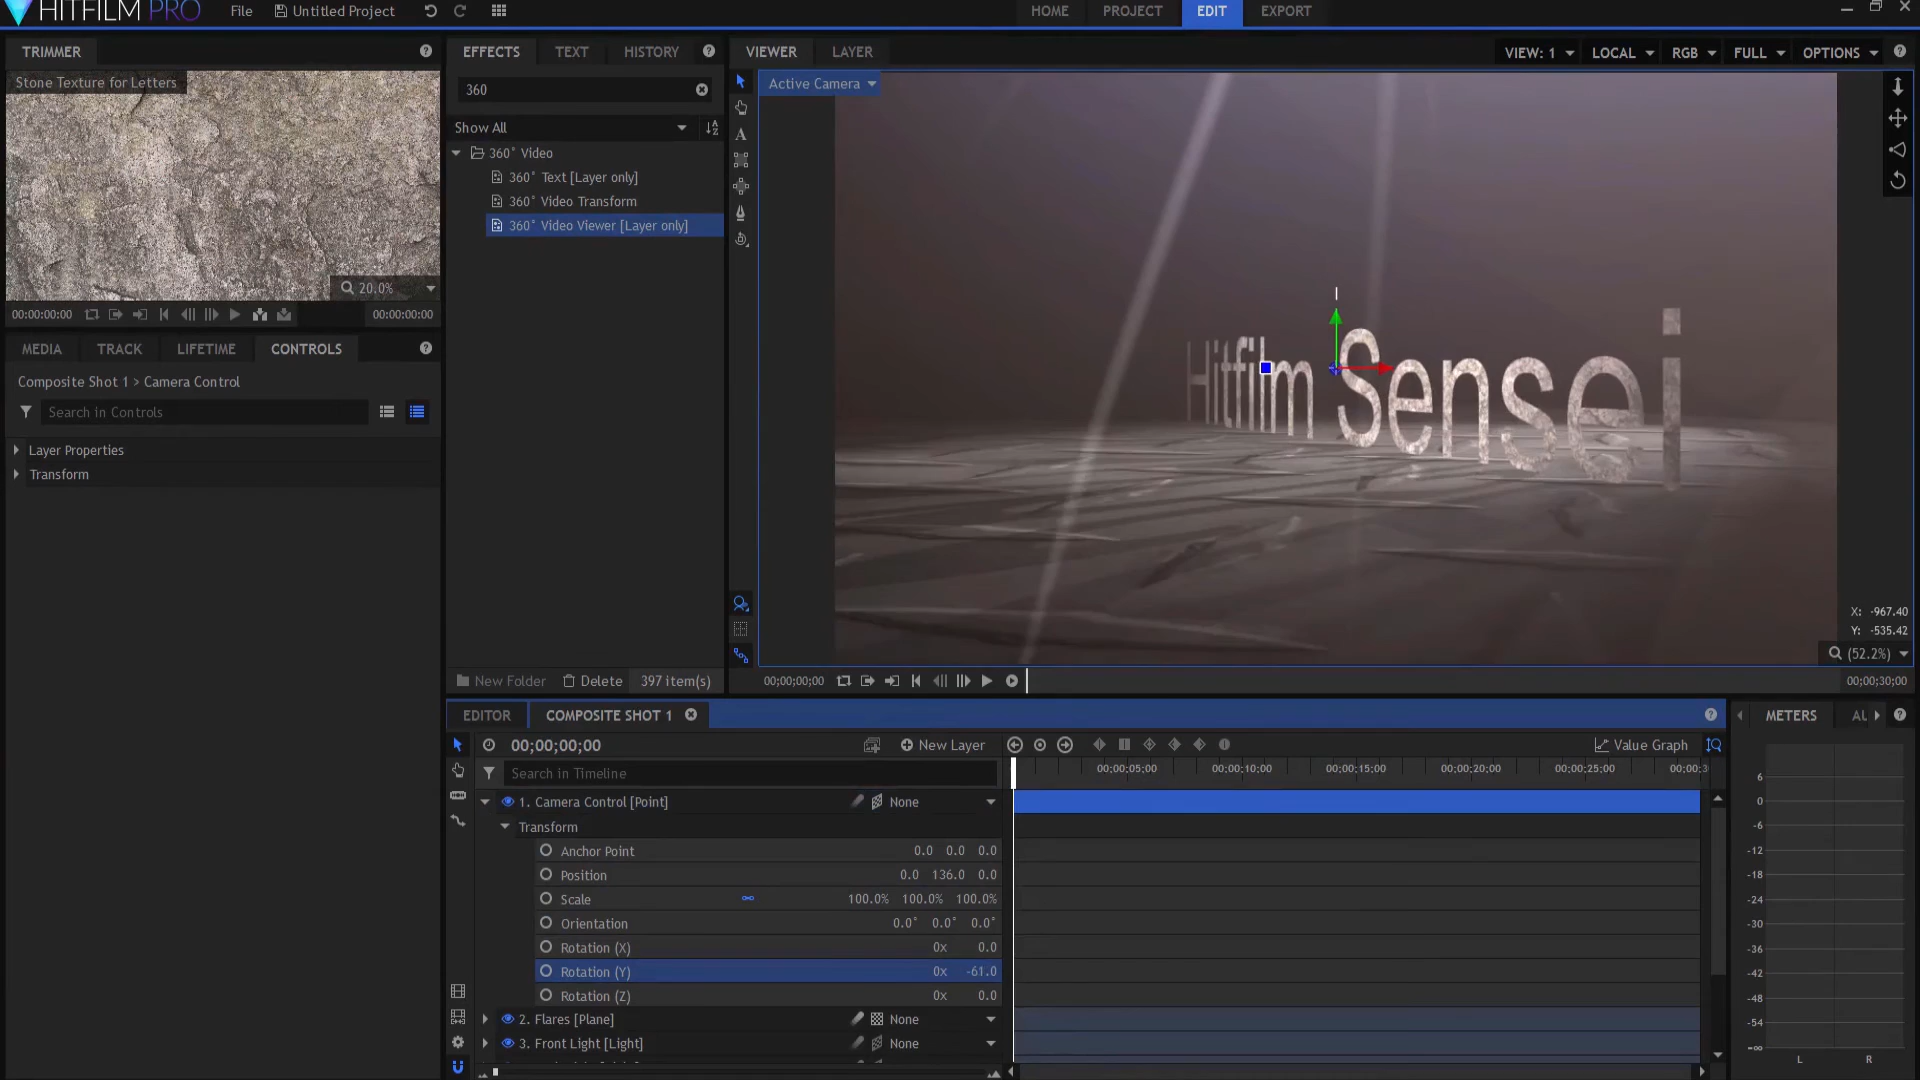 HITFILM PRO
File
Untitled Project
HOME
PROJECT
EDIT
EXPORT
TRIMMER
Stone Texture for Letters
20.0%
00:00:00:00
00:00:00:00
MEDIA
TRACK
LIFETIME
CONTROLS
Composite Shot 1 > Camera Control
Search in Controls
Layer Properties
Transform
EFFECTS
TEXT
HISTORY
360
Show All
360° Video
360° Text [Layer only]
360° Video Transform
360° Video Viewer [Layer only]
New Folder
Delete
397 item(s)
VIEWER
LAYER
VIEW: 1
LOCAL
RGB
FULL
OPTIONS
Active Camera
Hitfilm Sensei
X: -967.40
Y: -535.42
(52.2%)
00;00;00;00
00;00;30;00
EDITOR
COMPOSITE SHOT 1
00;00;00;00
New Layer
Value Graph
Search in Timeline
00;00;05;00
00;00;10;00
00;00;15;00
00;00;20;00
00;00;25;00
00;00;3
1. Camera Control [Point]
None
Transform
Anchor Point 0.0 0.0 0.0
Position 0.0 136.0 0.0
Scale 100.0% 100.0% 100.0%
Orientation 0.0° 0.0° 0.0°
Rotation (X) 0x 0.0
Rotation (Y) 0x -61.0
Rotation (Z) 0x 0.0
2. Flares [Plane] None
3. Front Light [Light] None
METERS
AU
6
0
-6
-12
-18
-24
-30
-36
-42
-48
-54
-∞
L R